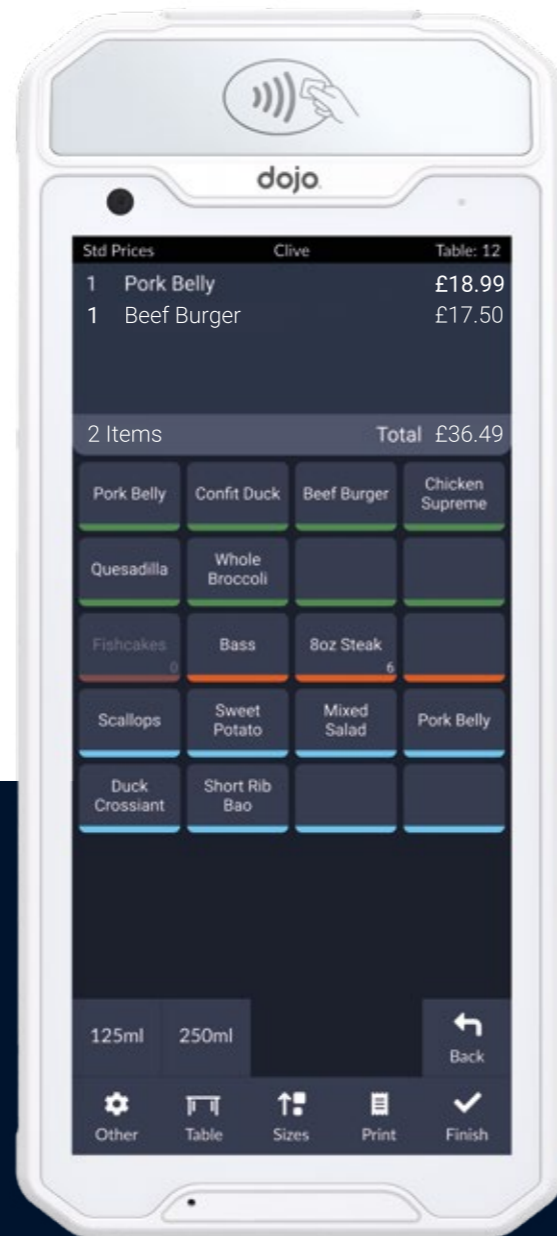 dojo
Std Prices Clive Table: 12
1 Pork Belly £18.99
1 Beef Burger £17.50
2 Items Total £36.49
Pork Belly Confit Duck Beef Burger Chicken Supreme
Quesadilla Whole Broccoli
Fishcakes 0 Bass 8oz Steak 6
Scallops Sweet Potato Mixed Salad Pork Belly
Duck Crossiant Short Rib Bao
125ml 250ml Back
Other Table Sizes Print Finish